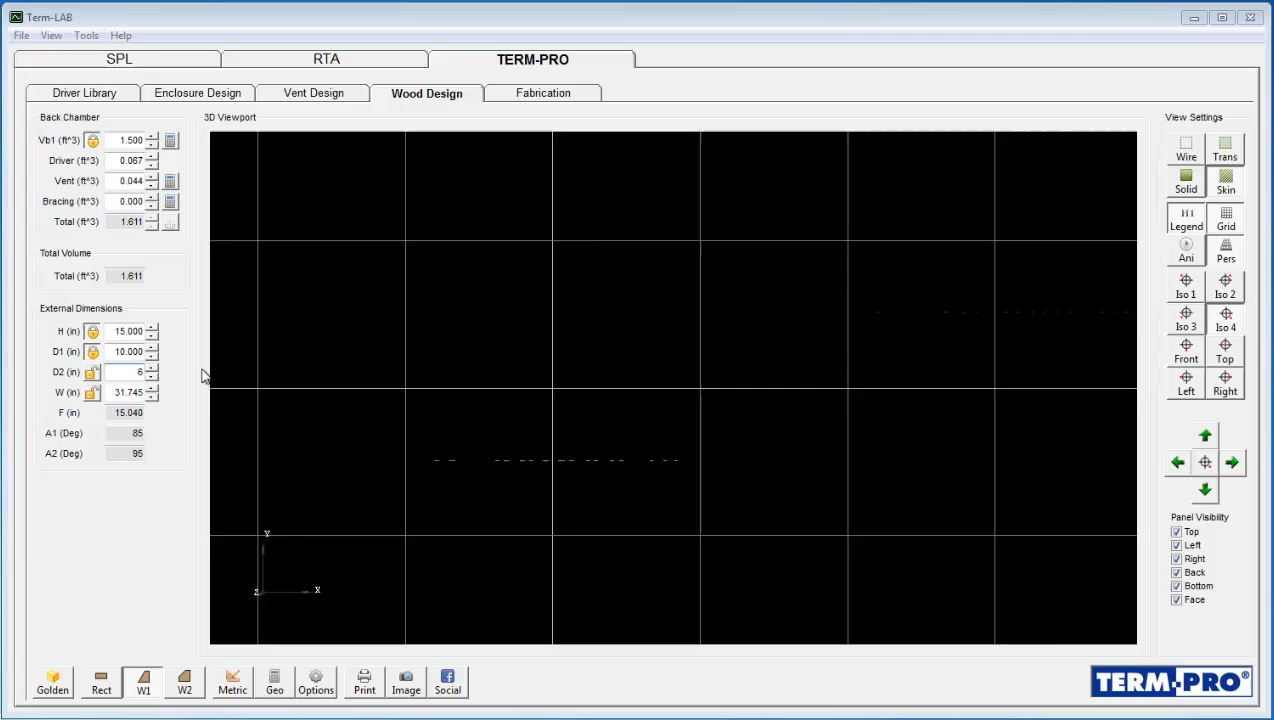 Term-LAB
File View Tools Help
SPL RTA TERM-PRO
Driver Library Enclosure Design Vent Design Wood Design Fabrication
Back Chamber
Vb1 (ft^3) 1.500
Driver (ft^3) 0.067
Vent (ft^3) 0.044
Bracing (ft^3) 0.000
Total (ft^3) 1.611
Total Volume
Total (ft^3) 1.611
External Dimensions
H (in) 15.000
D1 (in) 10.000
D2 (in) 6
W (in) 31.745
F (in) 15.040
A1 (Deg) 85
A2 (Deg) 95
3D Viewport
Y
Z X
View Settings
Wire Trans
Solid Skin
H1
Legend Grid
Ani Pers
Iso 1 Iso 2
Iso 3 Iso 4
Front Top
Left Right
Panel Visibility
Top
Left
Right
Back
Bottom
Face
Golden Rect W1 W2 Metric Geo Options Print Image Social
TERM-PRO®